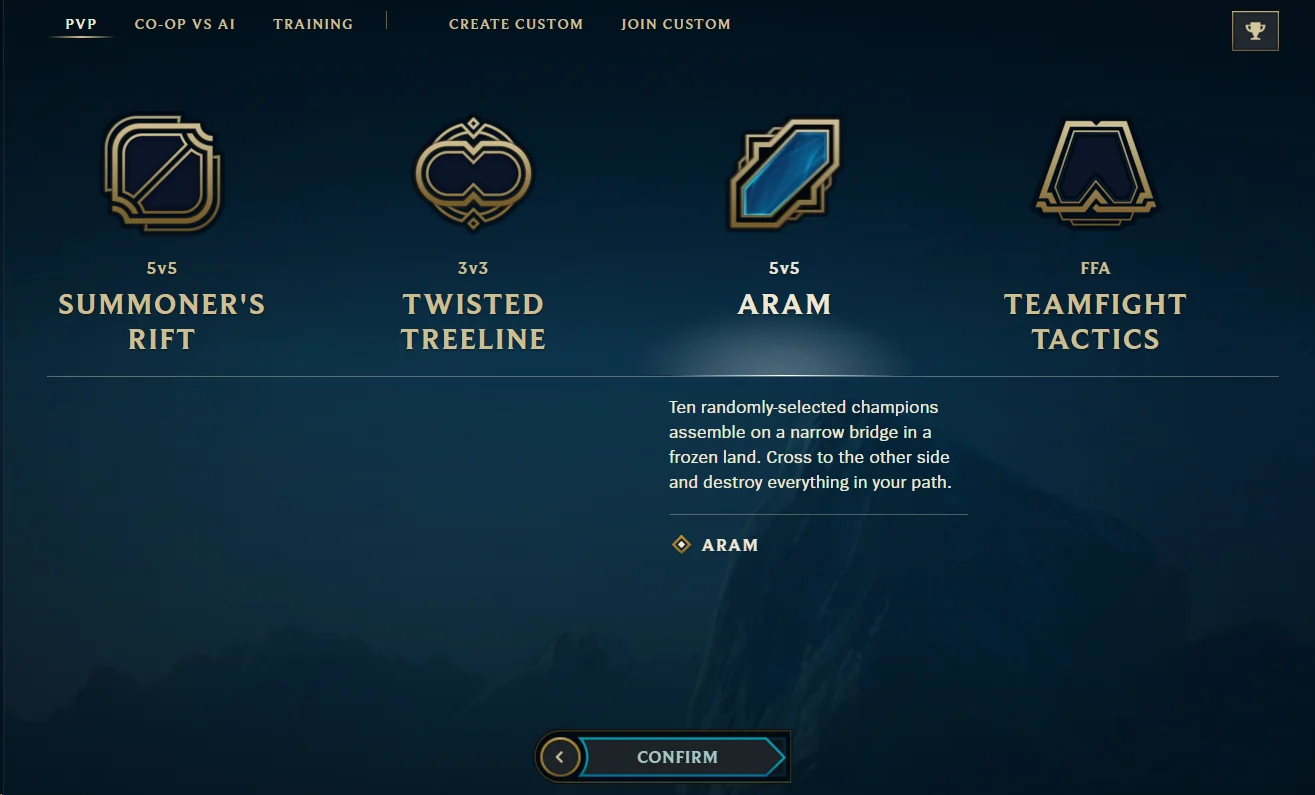 PVP
CO-OP VS AI
TRAINING
CREATE CUSTOM
JOIN CUSTOM
5v5
SUMMONER'S
RIFT
3v3
TWISTED
TREELINE
5v5
ARAM
FFA
TEAMFIGHT
TACTICS
Ten randomly-selected champions
assemble on a narrow bridge in a
frozen land. Cross to the other side
and destroy everything in your path.
ARAM
CONFIRM